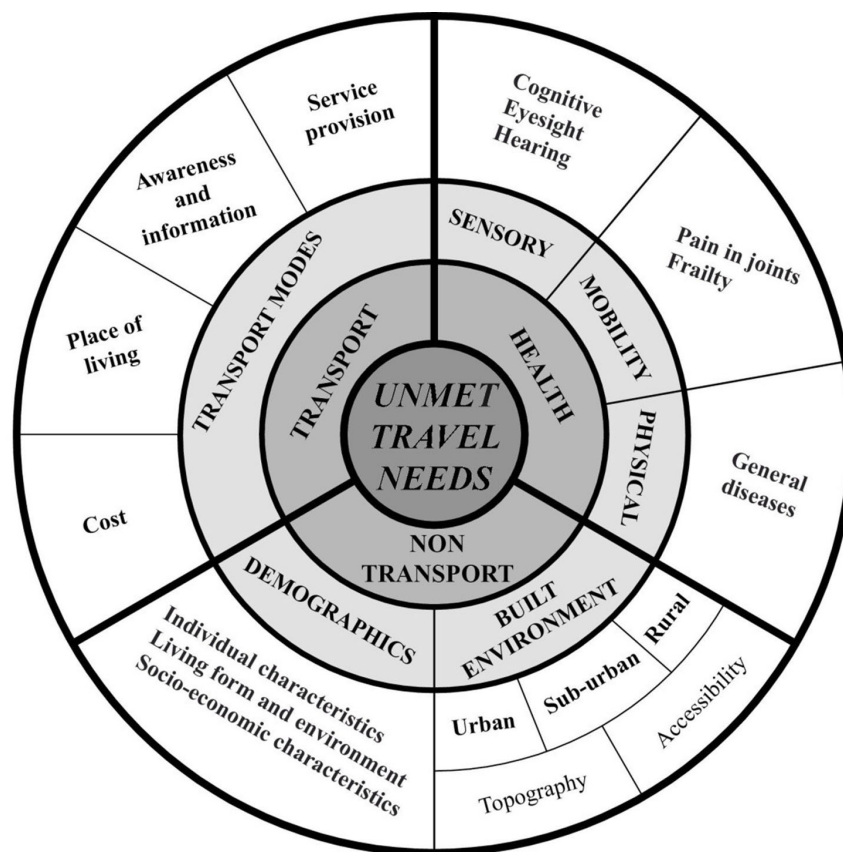 UNMET
TRAVEL
NEEDS
TRANSPORT
HEALTH
NON
TRANSPORT
TRANSPORT MODES
SENSORY
MOBILITY
PHYSICAL
DEMOGRAPHICS
BUILT
ENVIRONMENT
Service
provision
Awareness
and
information
Place of
living
Cost
Cognitive
Eyesight
Hearing
Pain in joints
Frailty
General
diseases
Individual characteristics
Living form and environment
Socio-economic characteristics
Urban
Sub-urban
Rural
Topography
Accessibility